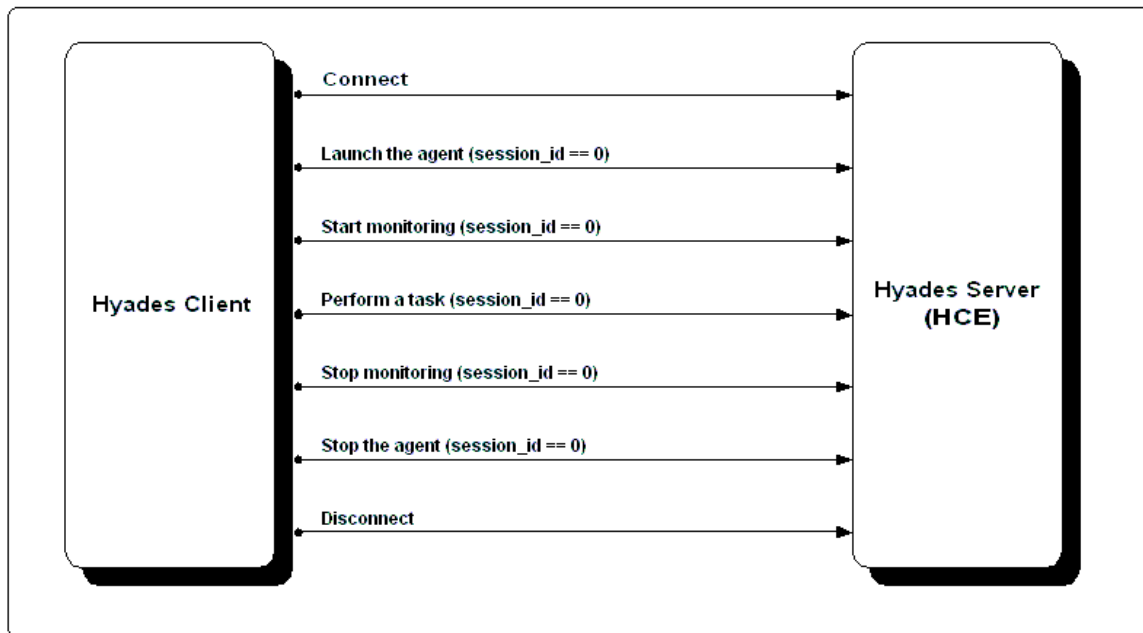 Connect
Launch the agent (session_id == 0)
Start monitoring (session_id == 0)
Hyades Client
Perform a task (session_id == 0)
Hyades Server
(HCE)
Stop monitoring (session_id == 0)
Stop the agent (session_id == 0)
Disconnect